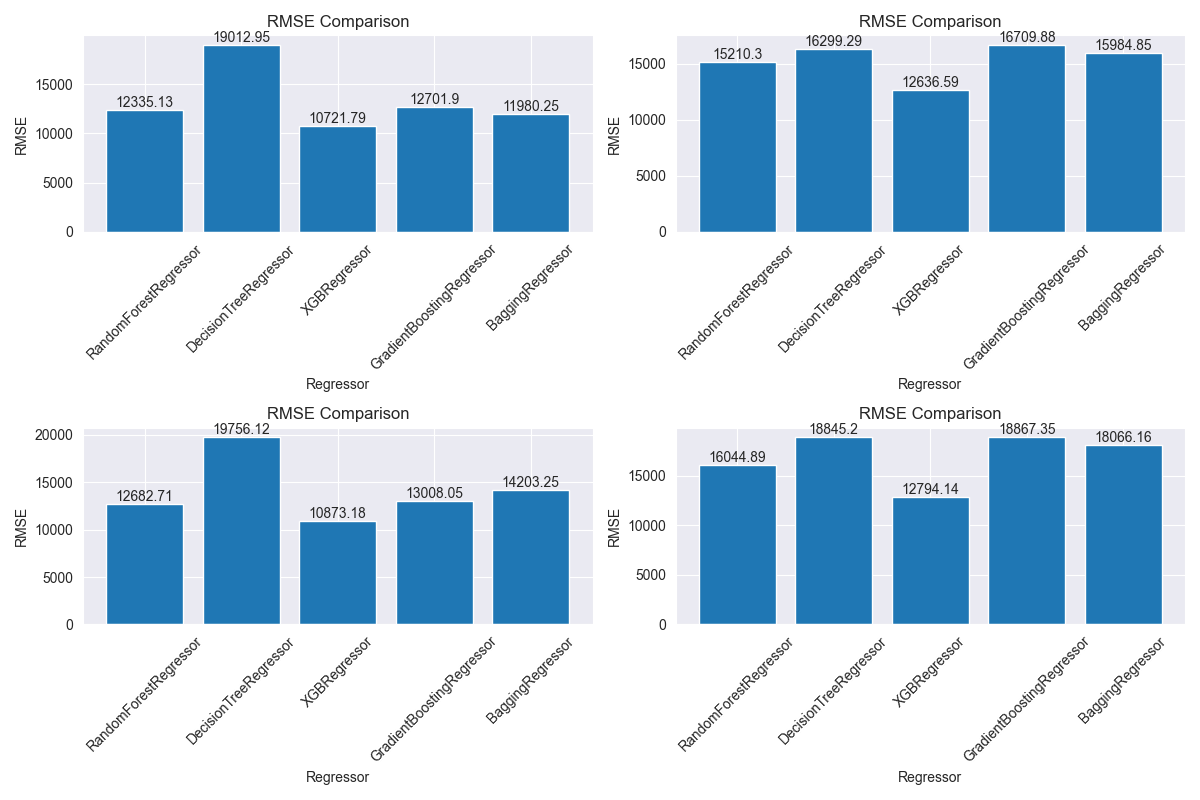 RMSE Comparison
19012.95
12335.13
10721.79
12701.9
11980.25
15000
10000
5000
0
RMSE
RandomForestRegressor
DecisionTreeRegressor
XGBRegressor
GradientBoostingRegressor
BaggingRegressor
Regressor
RMSE Comparison
15210.3
16299.29
12636.59
16709.88
15984.85
15000
10000
5000
0
RMSE
RandomForestRegressor
DecisionTreeRegressor
XGBRegressor
GradientBoostingRegressor
BaggingRegressor
Regressor
RMSE Comparison
12682.71
19756.12
10873.18
13008.05
14203.25
20000
15000
10000
5000
0
RMSE
RandomForestRegressor
DecisionTreeRegressor
XGBRegressor
GradientBoostingRegressor
BaggingRegressor
Regressor
RMSE Comparison
16044.89
18845.2
12794.14
18867.35
18066.16
15000
10000
5000
0
RMSE
RandomForestRegressor
DecisionTreeRegressor
XGBRegressor
GradientBoostingRegressor
BaggingRegressor
Regressor